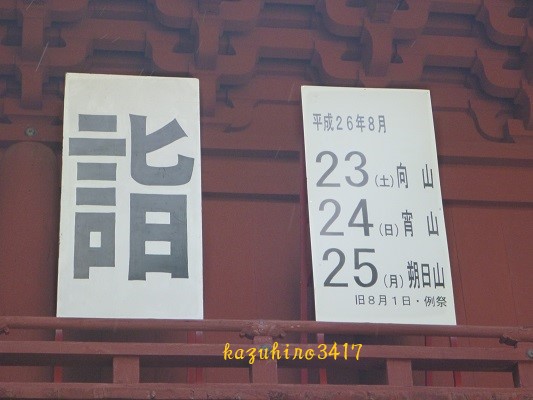 詣
平成26年8月
23(土)向山
24(日)宵山
25(月)朔日山
旧8月1日・例祭
kazuhiro3417